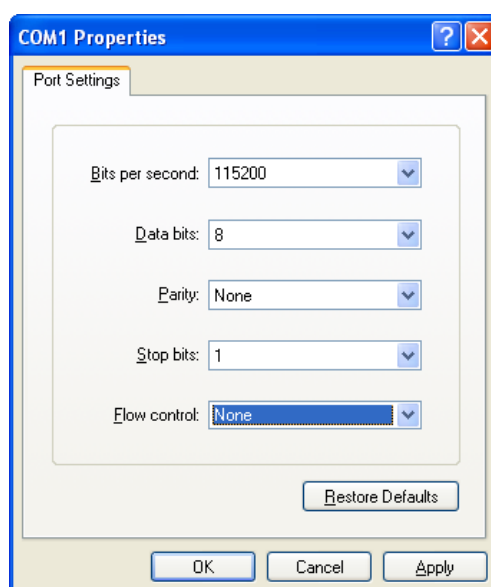 COM1 Properties
Port Settings
Bits per second: 115200
Data bits: 8
Parity: None
Stop bits: 1
Flow control: None
Restore Defaults
OK Cancel Apply